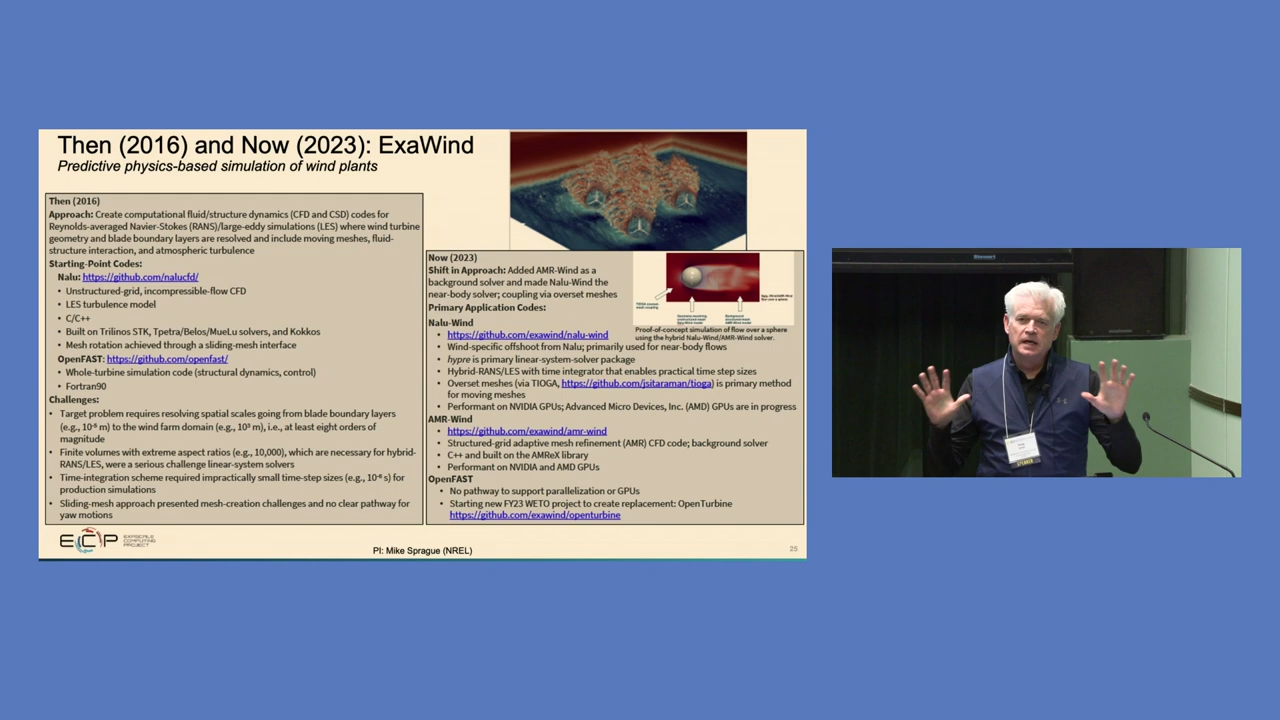 Then (2016) and Now (2023): ExaWind
Predictive physics-based simulation of wind plants
Then (2016)
Approach: Create computational fluid/structure dynamics (CFD and CSD) codes for
Reynolds-averaged Navier-Stokes (RANS)/large-eddy simulations (LES) where wind turbine
geometry and blade boundary layers are resolved and include moving meshes, fluid-
structure interaction, and atmospheric turbulence
Starting-Point Codes:
Nalu: https://github.com/nalucfd/
• Unstructured-grid, incompressible-flow CFD
• LES turbulence model
• C/C++
• Built on Trilinos STK, Tpetra/Belos/MueLu solvers, and Kokkos
• Mesh rotation achieved through a sliding-mesh interface
OpenFAST: https://github.com/openfast/
• Whole-turbine simulation code (structural dynamics, control)
• Fortran90
Challenges:
• Target problem requires resolving spatial scales going from blade boundary layers
(e.g., 10⁻⁵ m) to the wind farm domain (e.g., 10³ m), i.e., at least eight orders of
magnitude
• Finite volumes with extreme aspect ratios (e.g., 10,000), which are necessary for hybrid-
RANS/LES, were a serious challenge linear-system solvers
• Time-integration scheme required impractically small time-step sizes (e.g., 10⁻⁶ s) for
production simulations
• Sliding-mesh approach presented mesh-creation challenges and no clear pathway for
yaw motions
Now (2023)
Shift in Approach: Added AMR-Wind as a
background solver and made Nalu-Wind the
near-body solver; coupling via overset meshes
Primary Application Codes:
Proof-of-concept simulation of flow over a sphere
using the hybrid Nalu-Wind/AMR-Wind solver.
Nalu-Wind
• https://github.com/exawind/nalu-wind
• Wind-specific offshoot from Nalu; primarily used for near-body flows
• hypre is primary linear-system-solver package
• Hybrid-RANS/LES with time integrator that enables practical time step sizes
• Overset meshes (via TIOGA, https://github.com/jsitaraman/tioga) is primary method
for moving meshes
• Performant on NVIDIA GPUs; Advanced Micro Devices, Inc. (AMD) GPUs are in progress
AMR-Wind
• https://github.com/exawind/amr-wind
• Structured-grid adaptive mesh refinement (AMR) CFD code; background solver
• C++ and built on the AMReX library
• Performant on NVIDIA and AMD GPUs
OpenFAST
• No pathway to support parallelization or GPUs
• Starting new FY23 WETO project to create replacement: OpenTurbine
https://github.com/exawind/openturbine
ECP
EXASCALE
COMPUTING
PROJECT
PI: Mike Sprague (NREL)
25
Stewart
SPEAKER